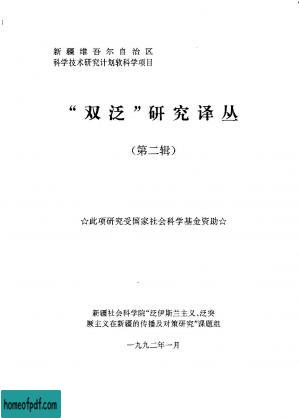 新疆维吾尔自治区
科学技术研究计划软科学项目
“双泛”研究译丛
（第二辑）
☆此项研究受国家社会科学基金资助☆
新疆社会科学院“泛伊斯兰主义、泛突
厥主义在新疆的传播及对策研究”课题组
一九九二年一月
homeofpdf.com